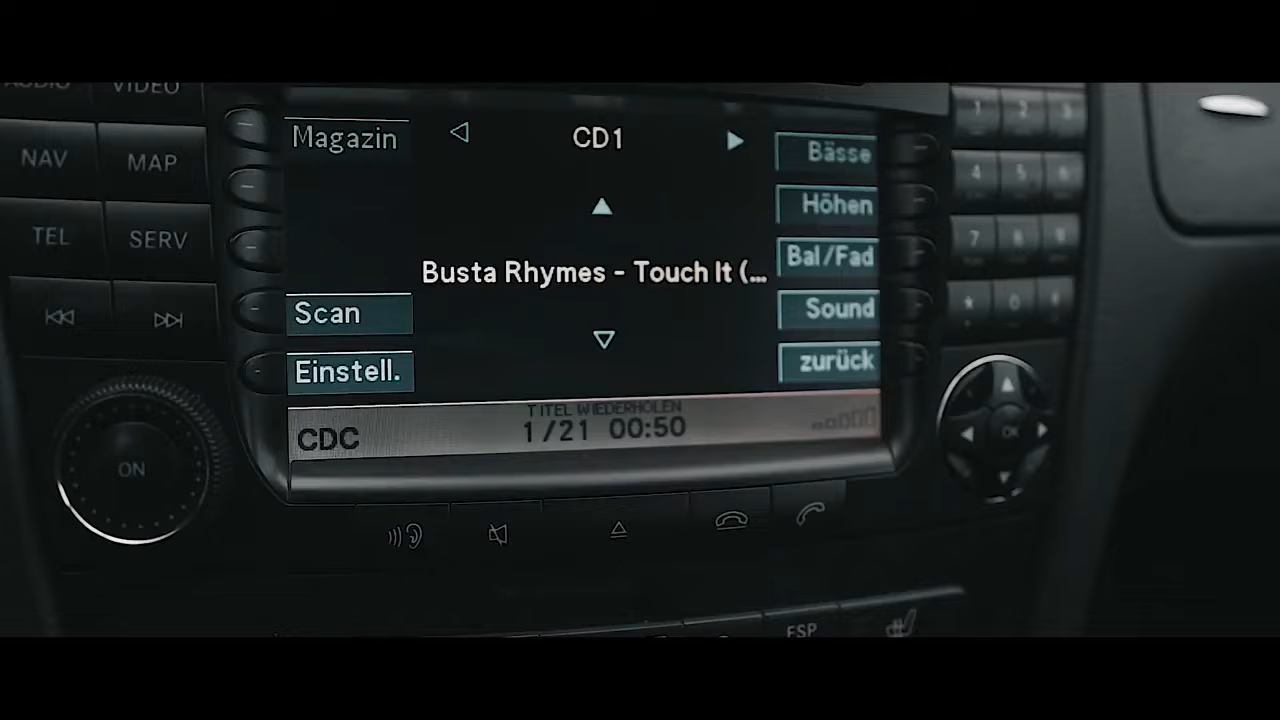 AUDIO VIDEO
NAV MAP
TEL SERV
ON
Magazin
CD1
Busta Rhymes - Touch It (...
Scan
Einstell.
Bässe
Höhen
Bal/Fad
Sound
zurück
TITEL WIEDERHOLEN
CDC
1/21 00:50
1 2 3
4 5 6
7 8 9
* 0 #
OK
ESP